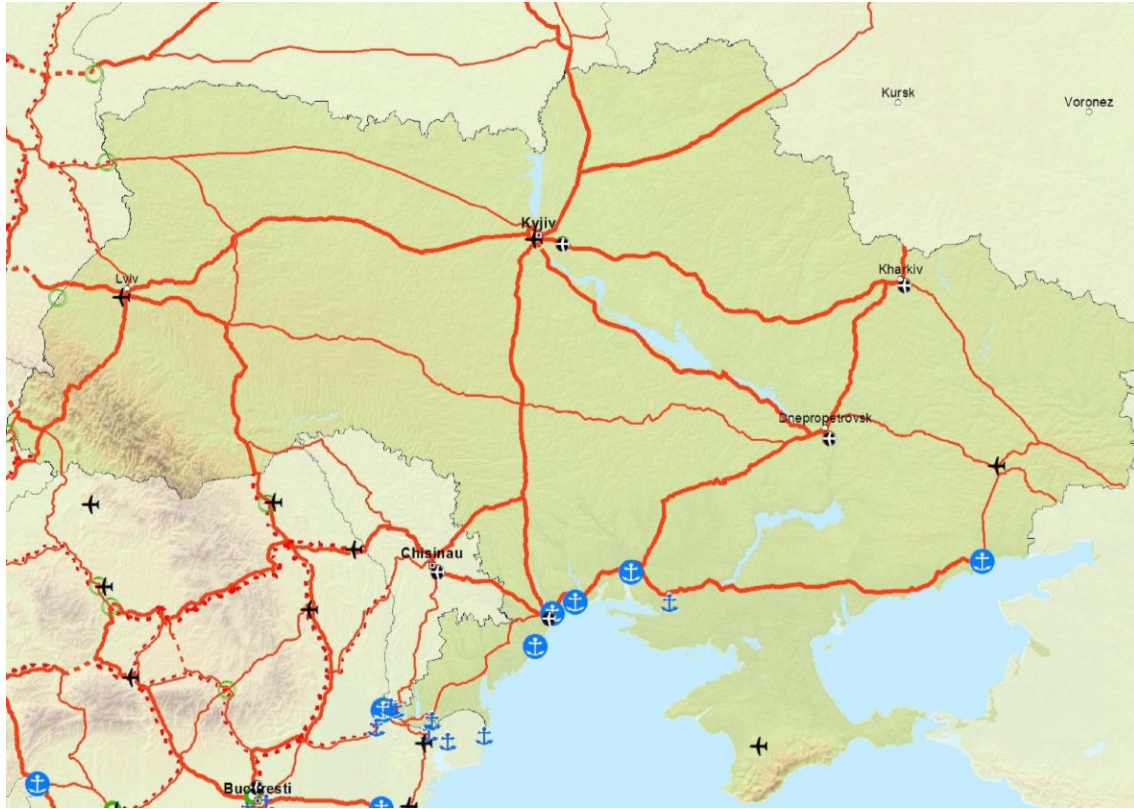 Kursk
Voronez
Kyjiv
Lviv
Kharkiv
Dnepropetrovsk
Chisinau
Bucuresti